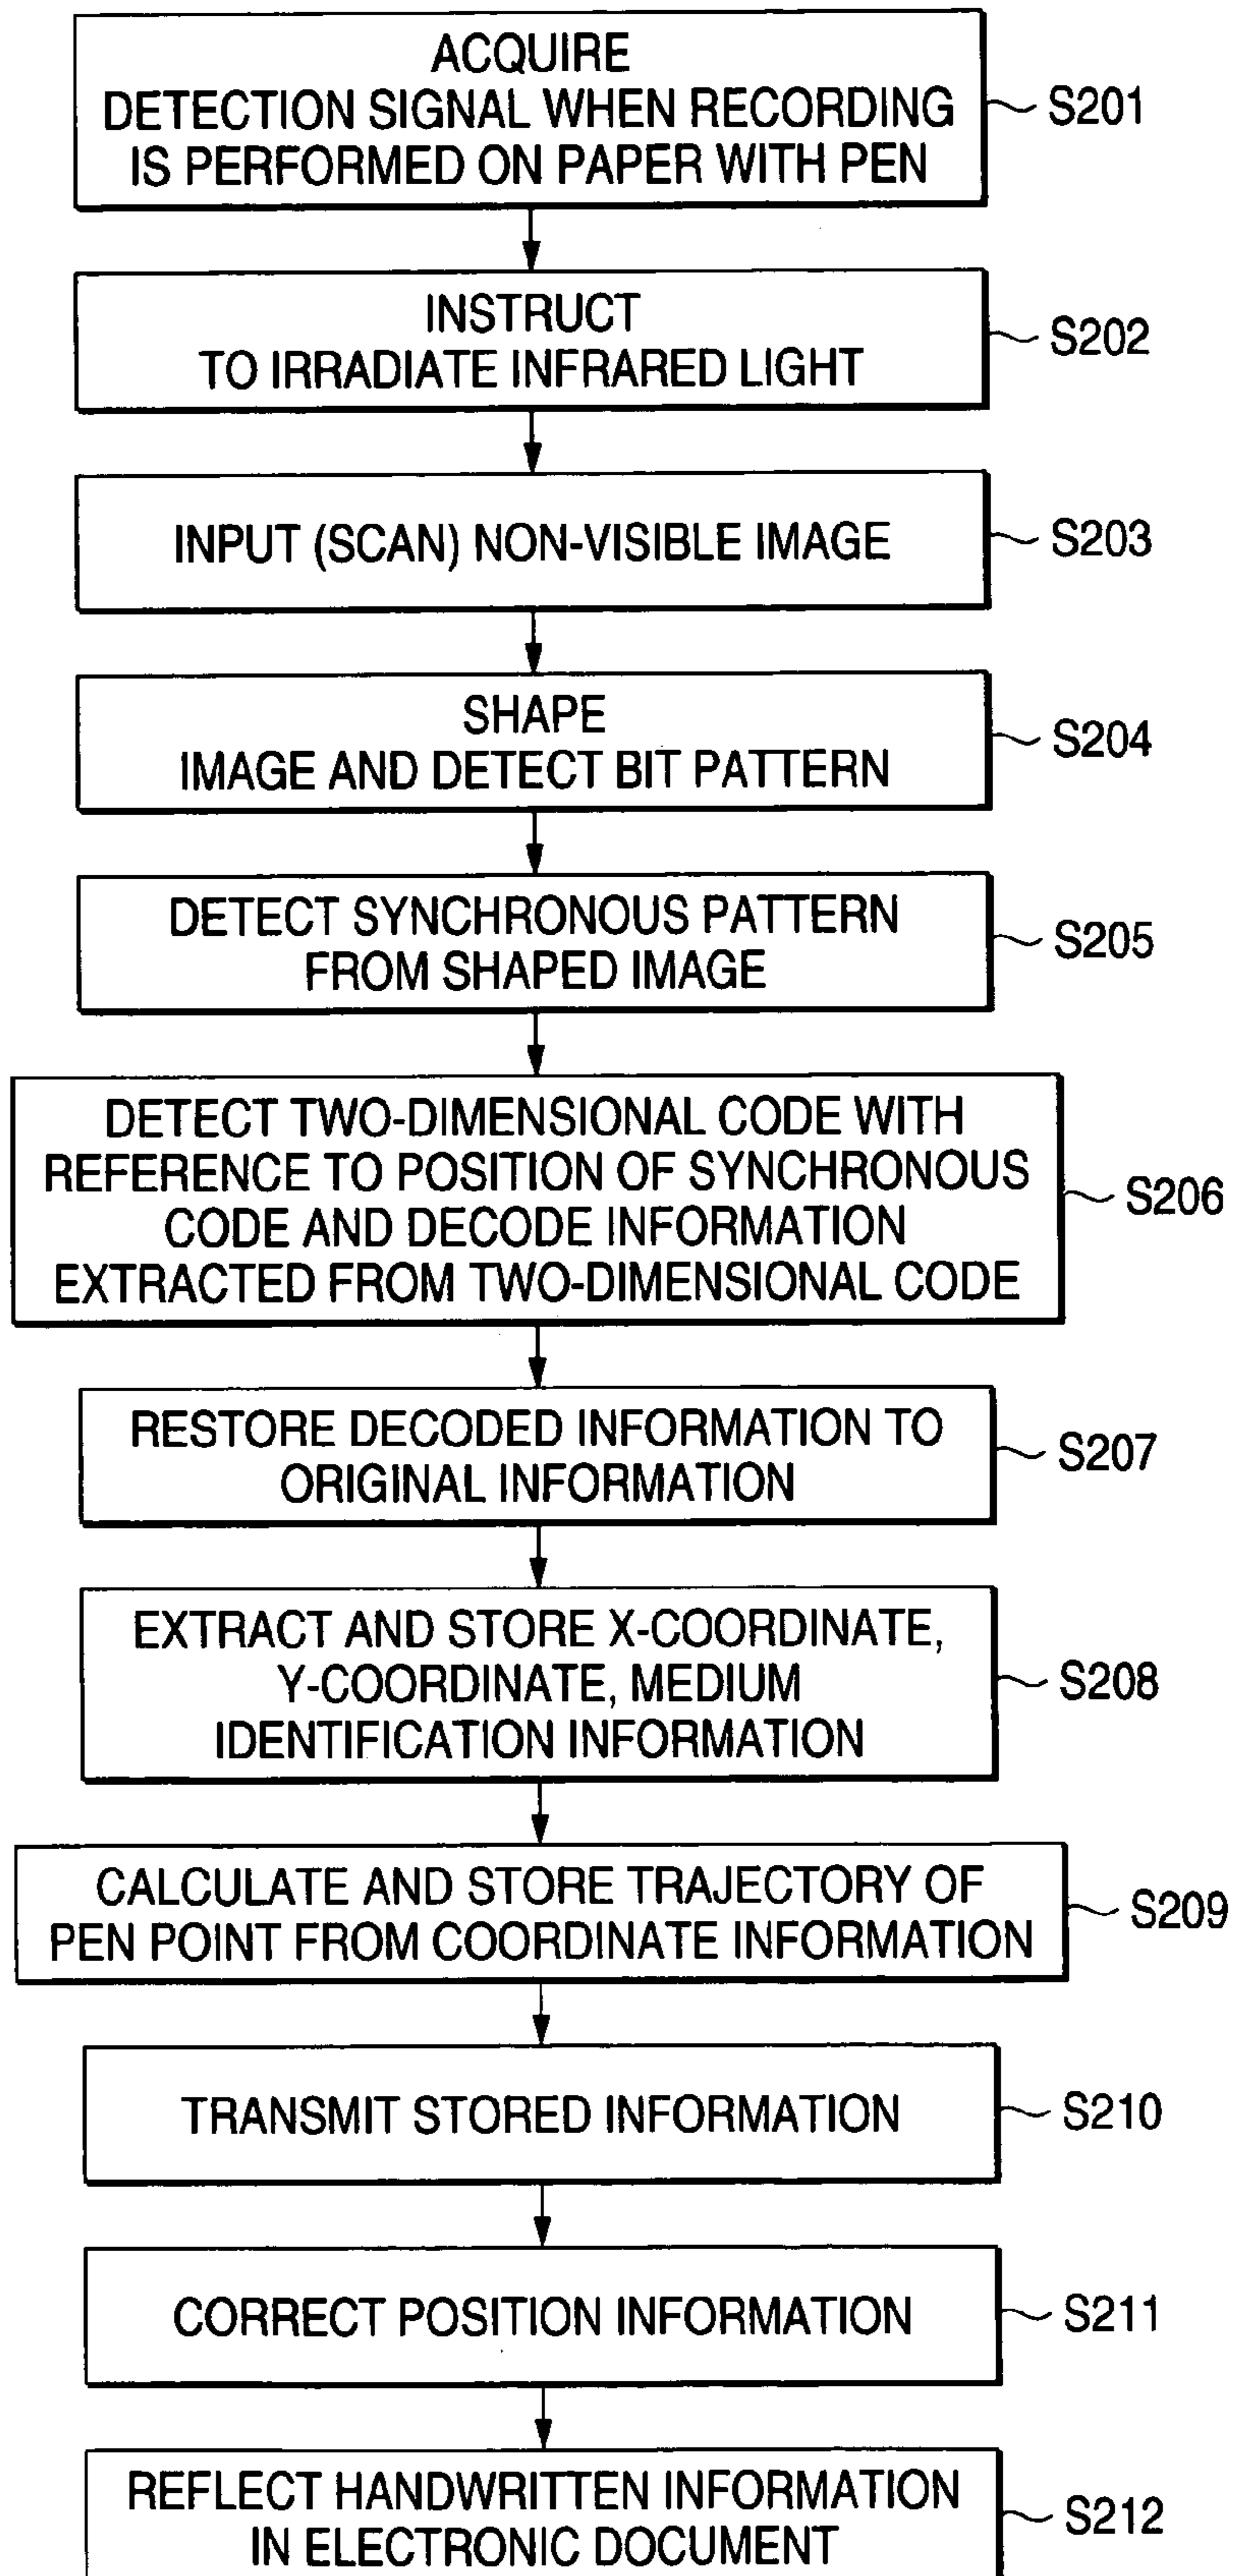 ACQUIRE
DETECTION SIGNAL WHEN RECORDING
IS PERFORMED ON PAPER WITH PEN
S201
INSTRUCT
TO IRRADIATE INFRARED LIGHT
S202
INPUT (SCAN) NON-VISIBLE IMAGE
S203
SHAPE
IMAGE AND DETECT BIT PATTERN
S204
DETECT SYNCHRONOUS PATTERN
FROM SHAPED IMAGE
S205
DETECT TWO-DIMENSIONAL CODE WITH
REFERENCE TO POSITION OF SYNCHRONOUS
CODE AND DECODE INFORMATION
EXTRACTED FROM TWO-DIMENSIONAL CODE
S206
RESTORE DECODED INFORMATION TO
ORIGINAL INFORMATION
S207
EXTRACT AND STORE X-COORDINATE,
Y-COORDINATE, MEDIUM
IDENTIFICATION INFORMATION
S208
CALCULATE AND STORE TRAJECTORY OF
PEN POINT FROM COORDINATE INFORMATION
S209
TRANSMIT STORED INFORMATION
S210
CORRECT POSITION INFORMATION
S211
REFLECT HANDWRITTEN INFORMATION
IN ELECTRONIC DOCUMENT
S212